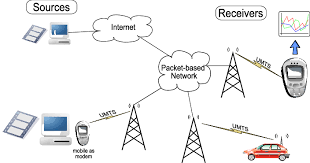 Sources
Receivers
Internet
UMTS
Packet-based
Network
UMTS
UMTS
mobile as
modem